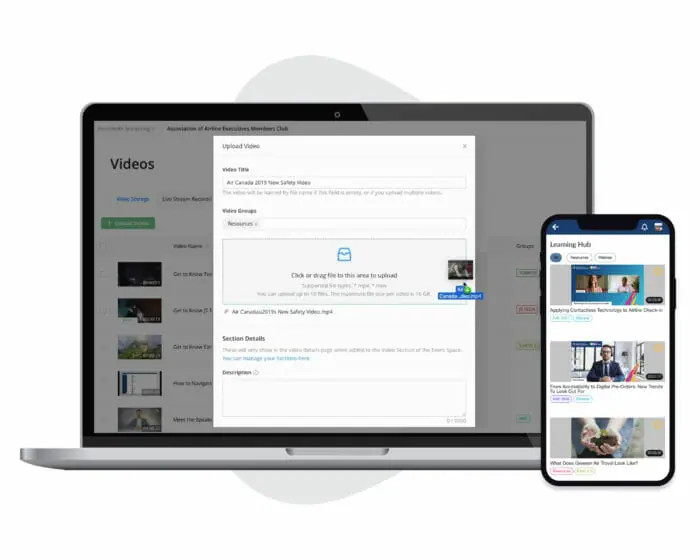 Association of Airline Executives Members Club
Videos
Video Storage
Live Stream Recordi
Video Name
Groups
Get to Know
Get to Know
Get to Know
How to Navigate
Meet the Speake
Upload Video
Video Title
Air Canada 2019 New Safety Video
The video will be named by file name if this field is empty, or if you upload multiple videos.
Video Groups
Resources
Click or drag file to this area to upload
Supported file types: *.mp4, *.mov
You can upload up to 10 files. The maximum file size per video is 10 GB
Canada_deo.mp4
Air Canadau2019s New Safety Video.mp4
Section Details
These will only show in the video details page when added to the Video Section of the Event Space.
You can manage your Sections here.
Description
0 / 5000
Learning Hub
All
Resources
Webinar
Applying Contactless Technology to Airline Check-in
From Accessibility to Digital Pre-Orders: New Trends
To Look Out For
What Does Greener Air Travel Look Like?
Resources